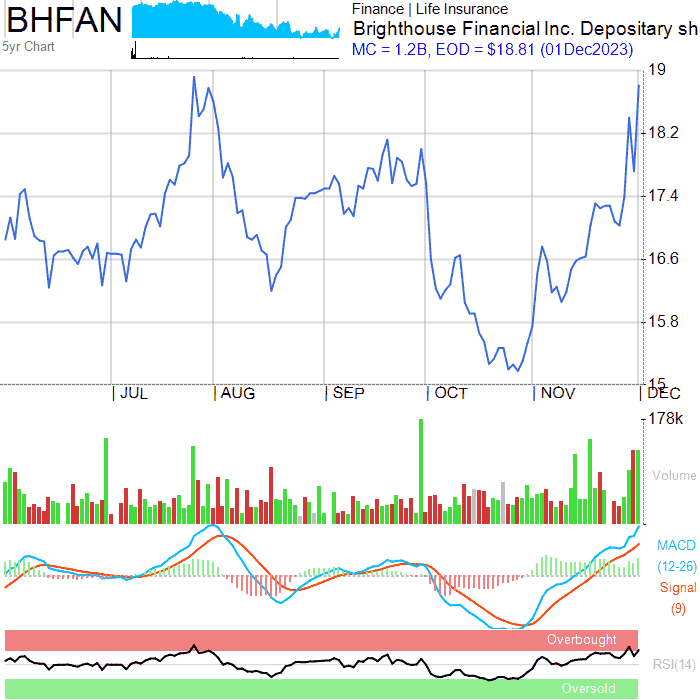 BHFAN
5yr Chart
Finance | Life Insurance
Brighthouse Financial Inc. Depositary sh
MC = 1.2B, EOD = $18.81 (01Dec2023)
19
18.2
17.4
16.6
15.8
15
JUL AUG SEP OCT NOV DEC
178k
Volume
MACD
(12-26)
Signal
(9)
Overbought
RSI(14)
Oversold